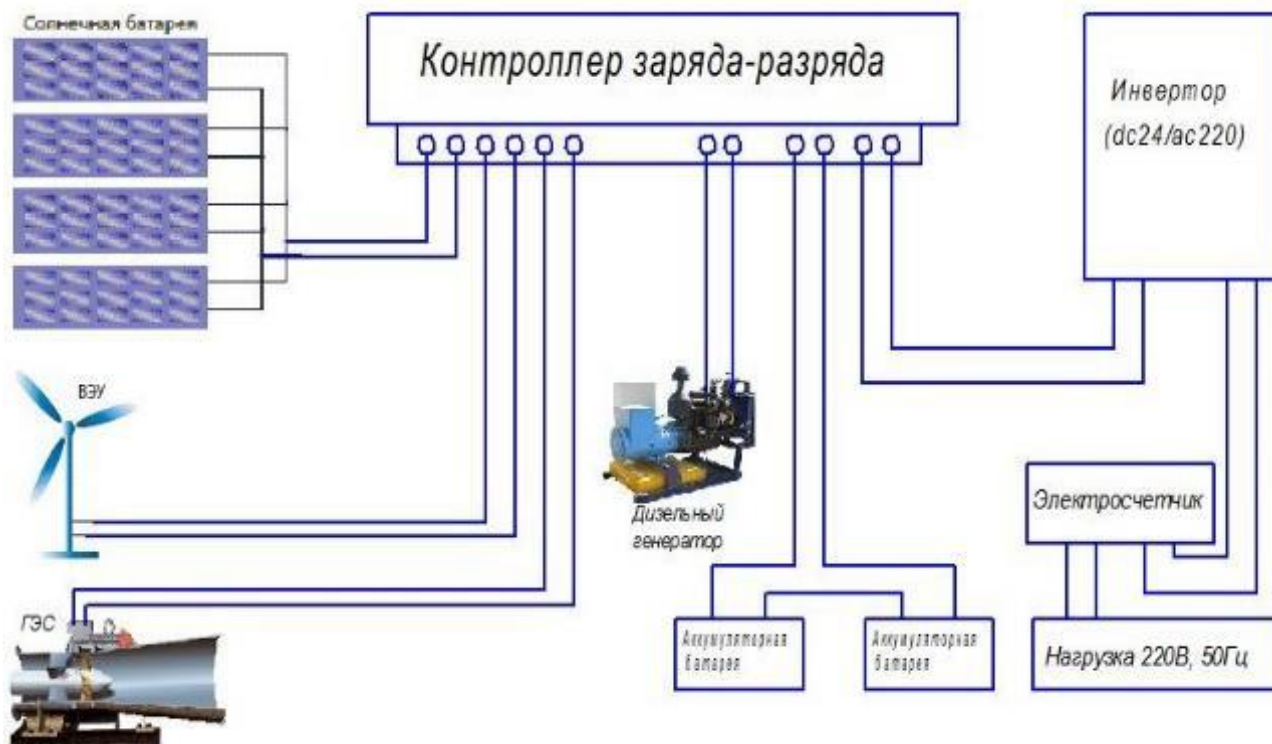 Солнечная батарея
Контроллер заряда-разряда
Инвертор
(dc24/ac220)
ВЭУ
Дизельный
генератор
Электросчетчик
ГЭС
Аккумуляторная
батарея
Аккумуляторная
батарея
Нагрузка 220В, 50Гц